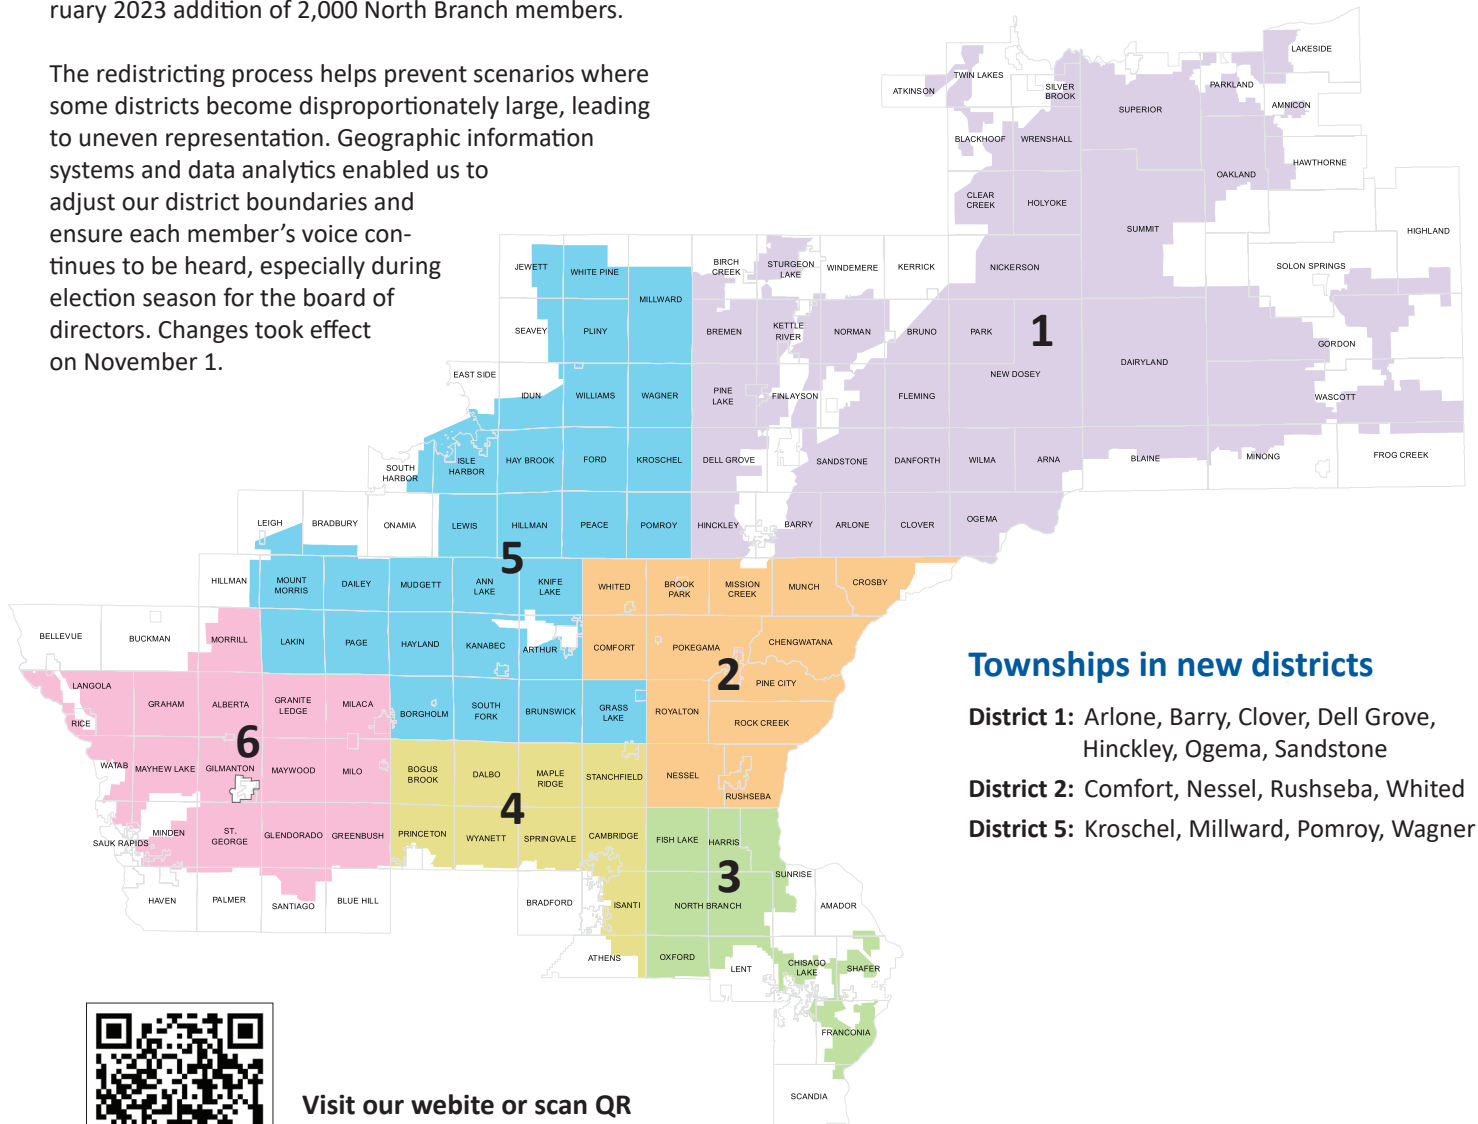 ruary 2023 addition of 2,000 North Branch members.
The redistricting process helps prevent scenarios where
some districts become disproportionately large, leading
to uneven representation. Geographic information
systems and data analytics enabled us to
adjust our district boundaries and
ensure each member's voice con-
tinues to be heard, especially during
election season for the board of
directors. Changes took effect
on November 1.
LAKESIDE
TWIN LAKES
ATKINSON
SILVER
BROOK
PARKLAND
SUPERIOR
AMNICON
BLACKHOOF
WRENSHALL
HAWTHORNE
OAKLAND
CLEAR
CREEK
HOLYOKE
SUMMIT
HIGHLAND
JEWETT
WHITE PINE
BIRCH
CREEK
STURGEON
LAKE
WINDEMERE
KERRICK
NICKERSON
SOLON SPRINGS
MILLWARD
SEAVEY
PLINY
BREMEN
KETTLE
RIVER
NORMAN
BRUNO
PARK
1
GORDON
DAIRYLAND
NEW DOSEY
EAST SIDE
IDUN
WILLIAMS
WAGNER
PINE
LAKE
FINLAYSON
FLEMING
WASCOTT
SOUTH
HARBOR
ISLE
HARBOR
HAY BROOK
FORD
KROSCHEL
DELL GROVE
SANDSTONE
DANFORTH
WILMA
ARNA
BLAINE
MINONG
FROG CREEK
LEIGH
BRADBURY
ONAMIA
LEWIS
HILLMAN
PEACE
POMROY
HINCKLEY
BARRY
ARLONE
CLOVER
OGEMA
5
HILLMAN
MOUNT
MORRIS
DAILEY
MUDGETT
ANN
LAKE
KNIFE
LAKE
WHITED
BROOK
PARK
MISSION
CREEK
MUNCH
CROSBY
BELLEVUE
BUCKMAN
MORRILL
LAKIN
PAGE
HAYLAND
KANABEC
ARTHUR
COMFORT
POKEGAMA
CHENGWATANA
2
PINE CITY
LANGOLA
GRAHAM
ALBERTA
GRANITE
LEDGE
MILACA
BORGHOLM
SOUTH
FORK
BRUNSWICK
GRASS
LAKE
ROYALTON
ROCK CREEK
RICE
6
WATAB
MAYHEW LAKE
GILMANTON
MAYWOOD
MILO
BOGUS
BROOK
DALBO
MAPLE
RIDGE
STANCHFIELD
NESSEL
RUSHSEBA
4
MINDEN
SAUK RAPIDS
ST.
GEORGE
GLENDORADO
GREENBUSH
PRINCETON
WYANETT
SPRINGVALE
CAMBRIDGE
FISH LAKE
HARRIS
3
SUNRISE
HAVEN
PALMER
SANTIAGO
BLUE HILL
BRADFORD
ISANTI
NORTH BRANCH
AMADOR
ATHENS
OXFORD
LENT
CHISAGO
LAKE
SHAFER
FRANCONIA
SCANDIA
Townships in new districts
District 1: Arlone, Barry, Clover, Dell Grove,
Hinckley, Ogema, Sandstone
District 2: Comfort, Nessel, Rushseba, Whited
District 5: Kroschel, Millward, Pomroy, Wagner
Visit our webite or scan QR